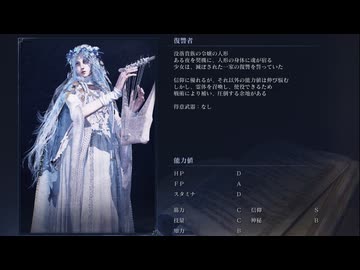 復讐者
没落貴族の令嬢の人形
ある夜を契機に、人形の身体に魂が宿る
少女は、滅ぼされた一家の復讐を誓っていた
信仰に優れるが、それ以外の能力値は伸び悩む
しかし、霊体を召喚し、使役できるため
戦術により補い、圧倒する余地がある
得意武器：なし
能力値
HP D
FP A
スタミナ D
筋力 C 信仰 S
技量 C 神秘 B
知力 B